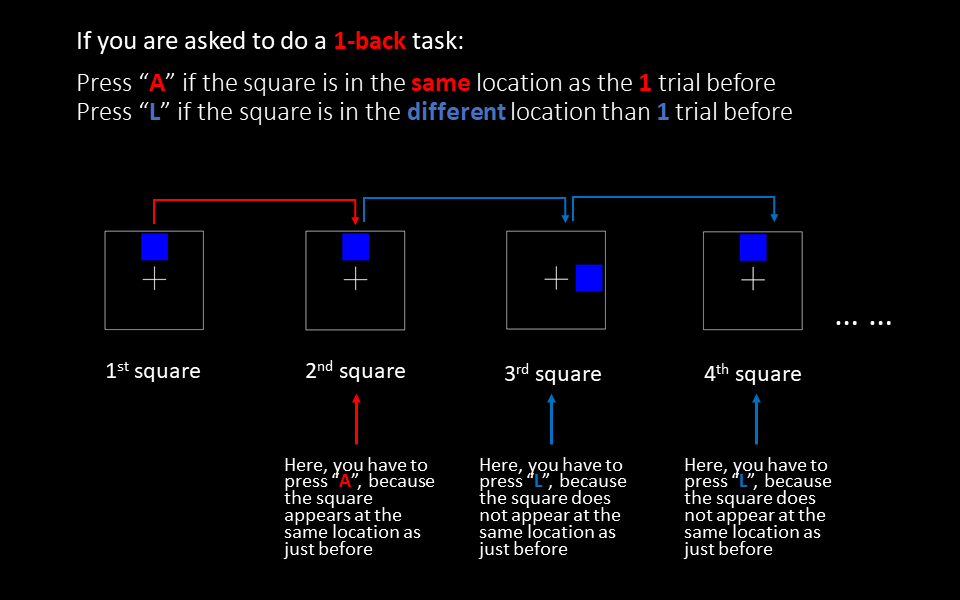 If you are asked to do a 1-back task:
Press “A” if the square is in the same location as the 1 trial before
Press “L” if the square is in the different location than 1 trial before
... ...
1st square
2nd square
3rd square
4th square
Here, you have to
press “A”, because
the square
appears at the
same location as
just before
Here, you have to
press “L”, because
the square does
not appear at the
same location as
just before
Here, you have to
press “L”, because
the square does
not appear at the
same location as
just before